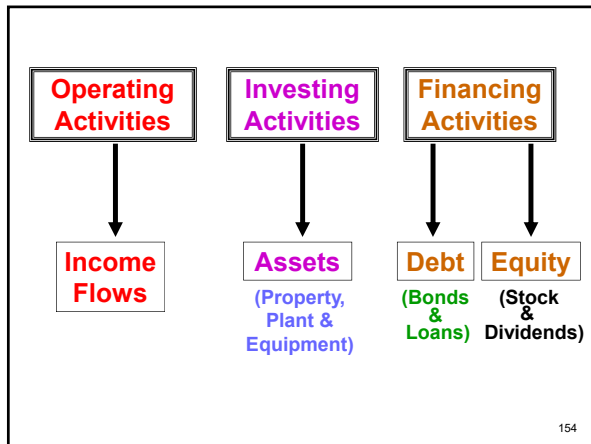 Operating
Activities
Investing
Activities
Financing
Activities
Income
Flows
Assets
(Property,
Plant &
Equipment)
Debt
(Bonds
&
Loans)
Equity
(Stock
&
Dividends)
154